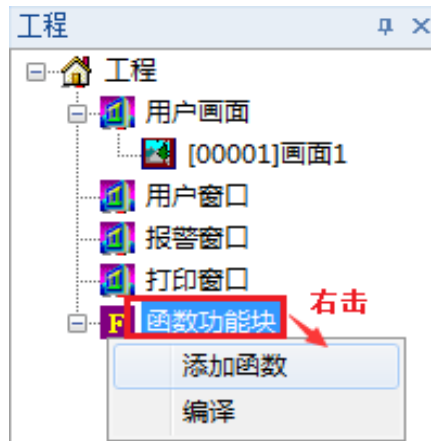 工程
工程
用户画面
[00001]画面1
用户窗口
报警窗口
打印窗口
右击
F 函数功能块
添加函数
编译